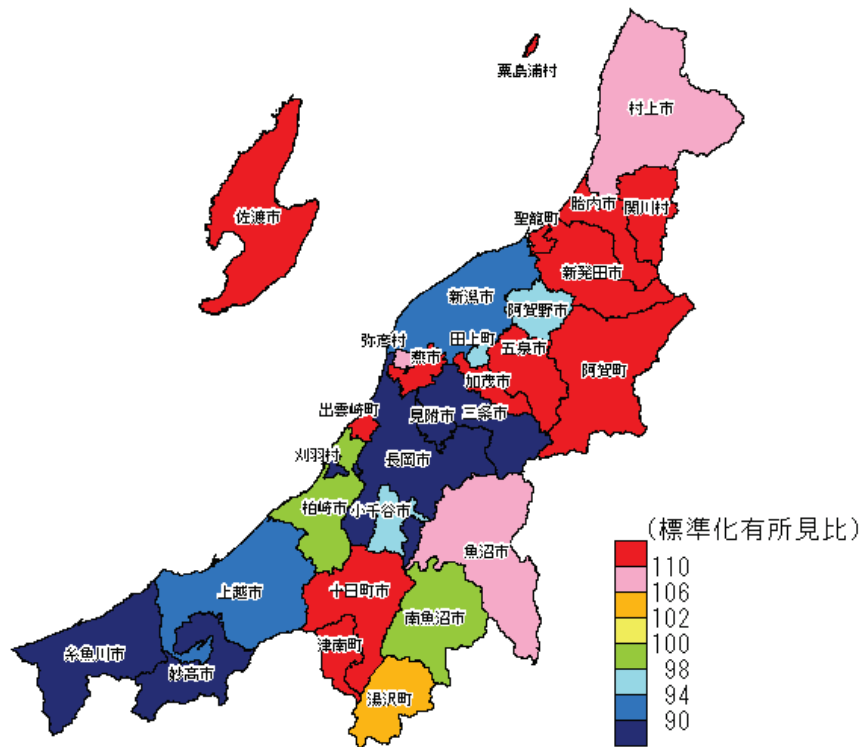 粟島浦村
村上市
佐渡市
胎内市
関川村
聖籠町
新発田市
新潟市
阿賀野市
弥彦村
田上町
五泉市
燕市
阿賀町
加茂市
出雲崎町
見附市
三条市
刈羽村
長岡市
柏崎市
小千谷市
(標準化有所見比)
魚沼市
110
106
上越市
十日町市
102
南魚沼市
100
糸魚川市
津南町
98
妙高市
94
湯沢町
90